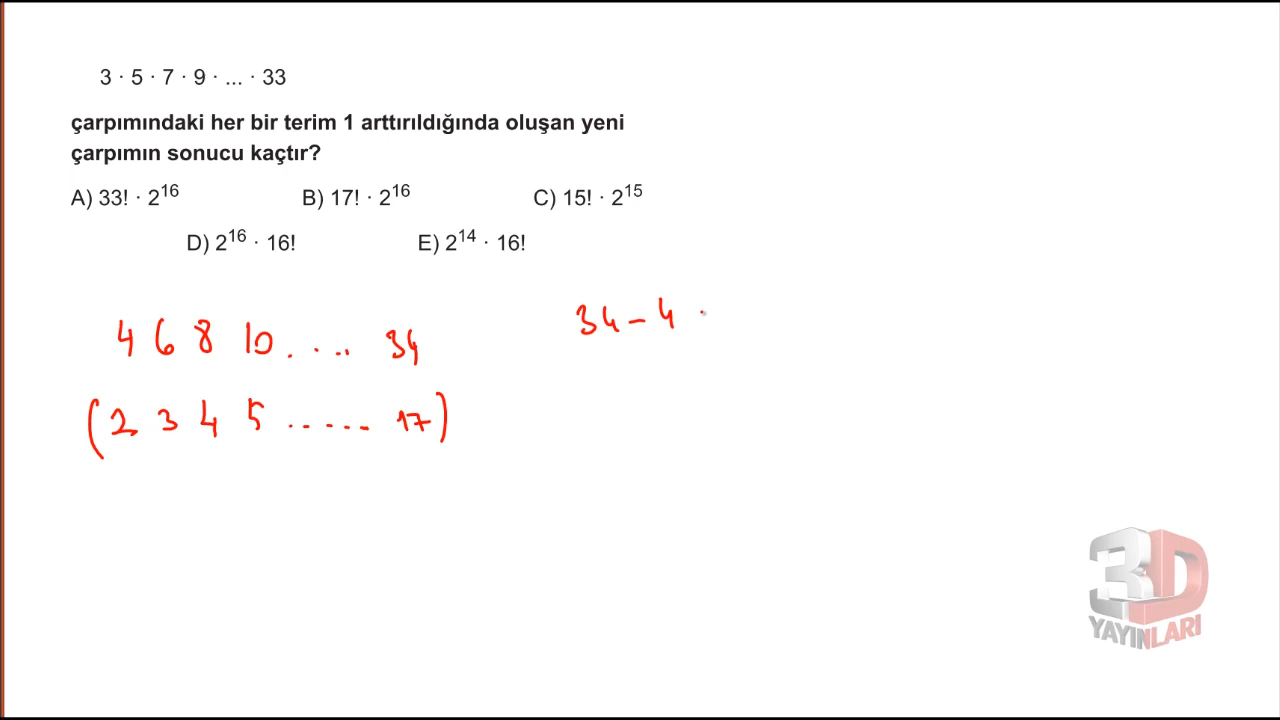 3 · 5 · 7 · 9 · ... · 33
çarpımındaki her bir terim 1 arttırıldığında oluşan yeni
çarpımın sonucu kaçtır?
A) 33! · 2^16 B) 17! · 2^16 C) 15! · 2^15
D) 2^16 · 16! E) 2^14 · 16!
4 6 8 10 . . . . 34
34 – 4
(2 3 4 5 ...... 17)
3D
YAYINLARI